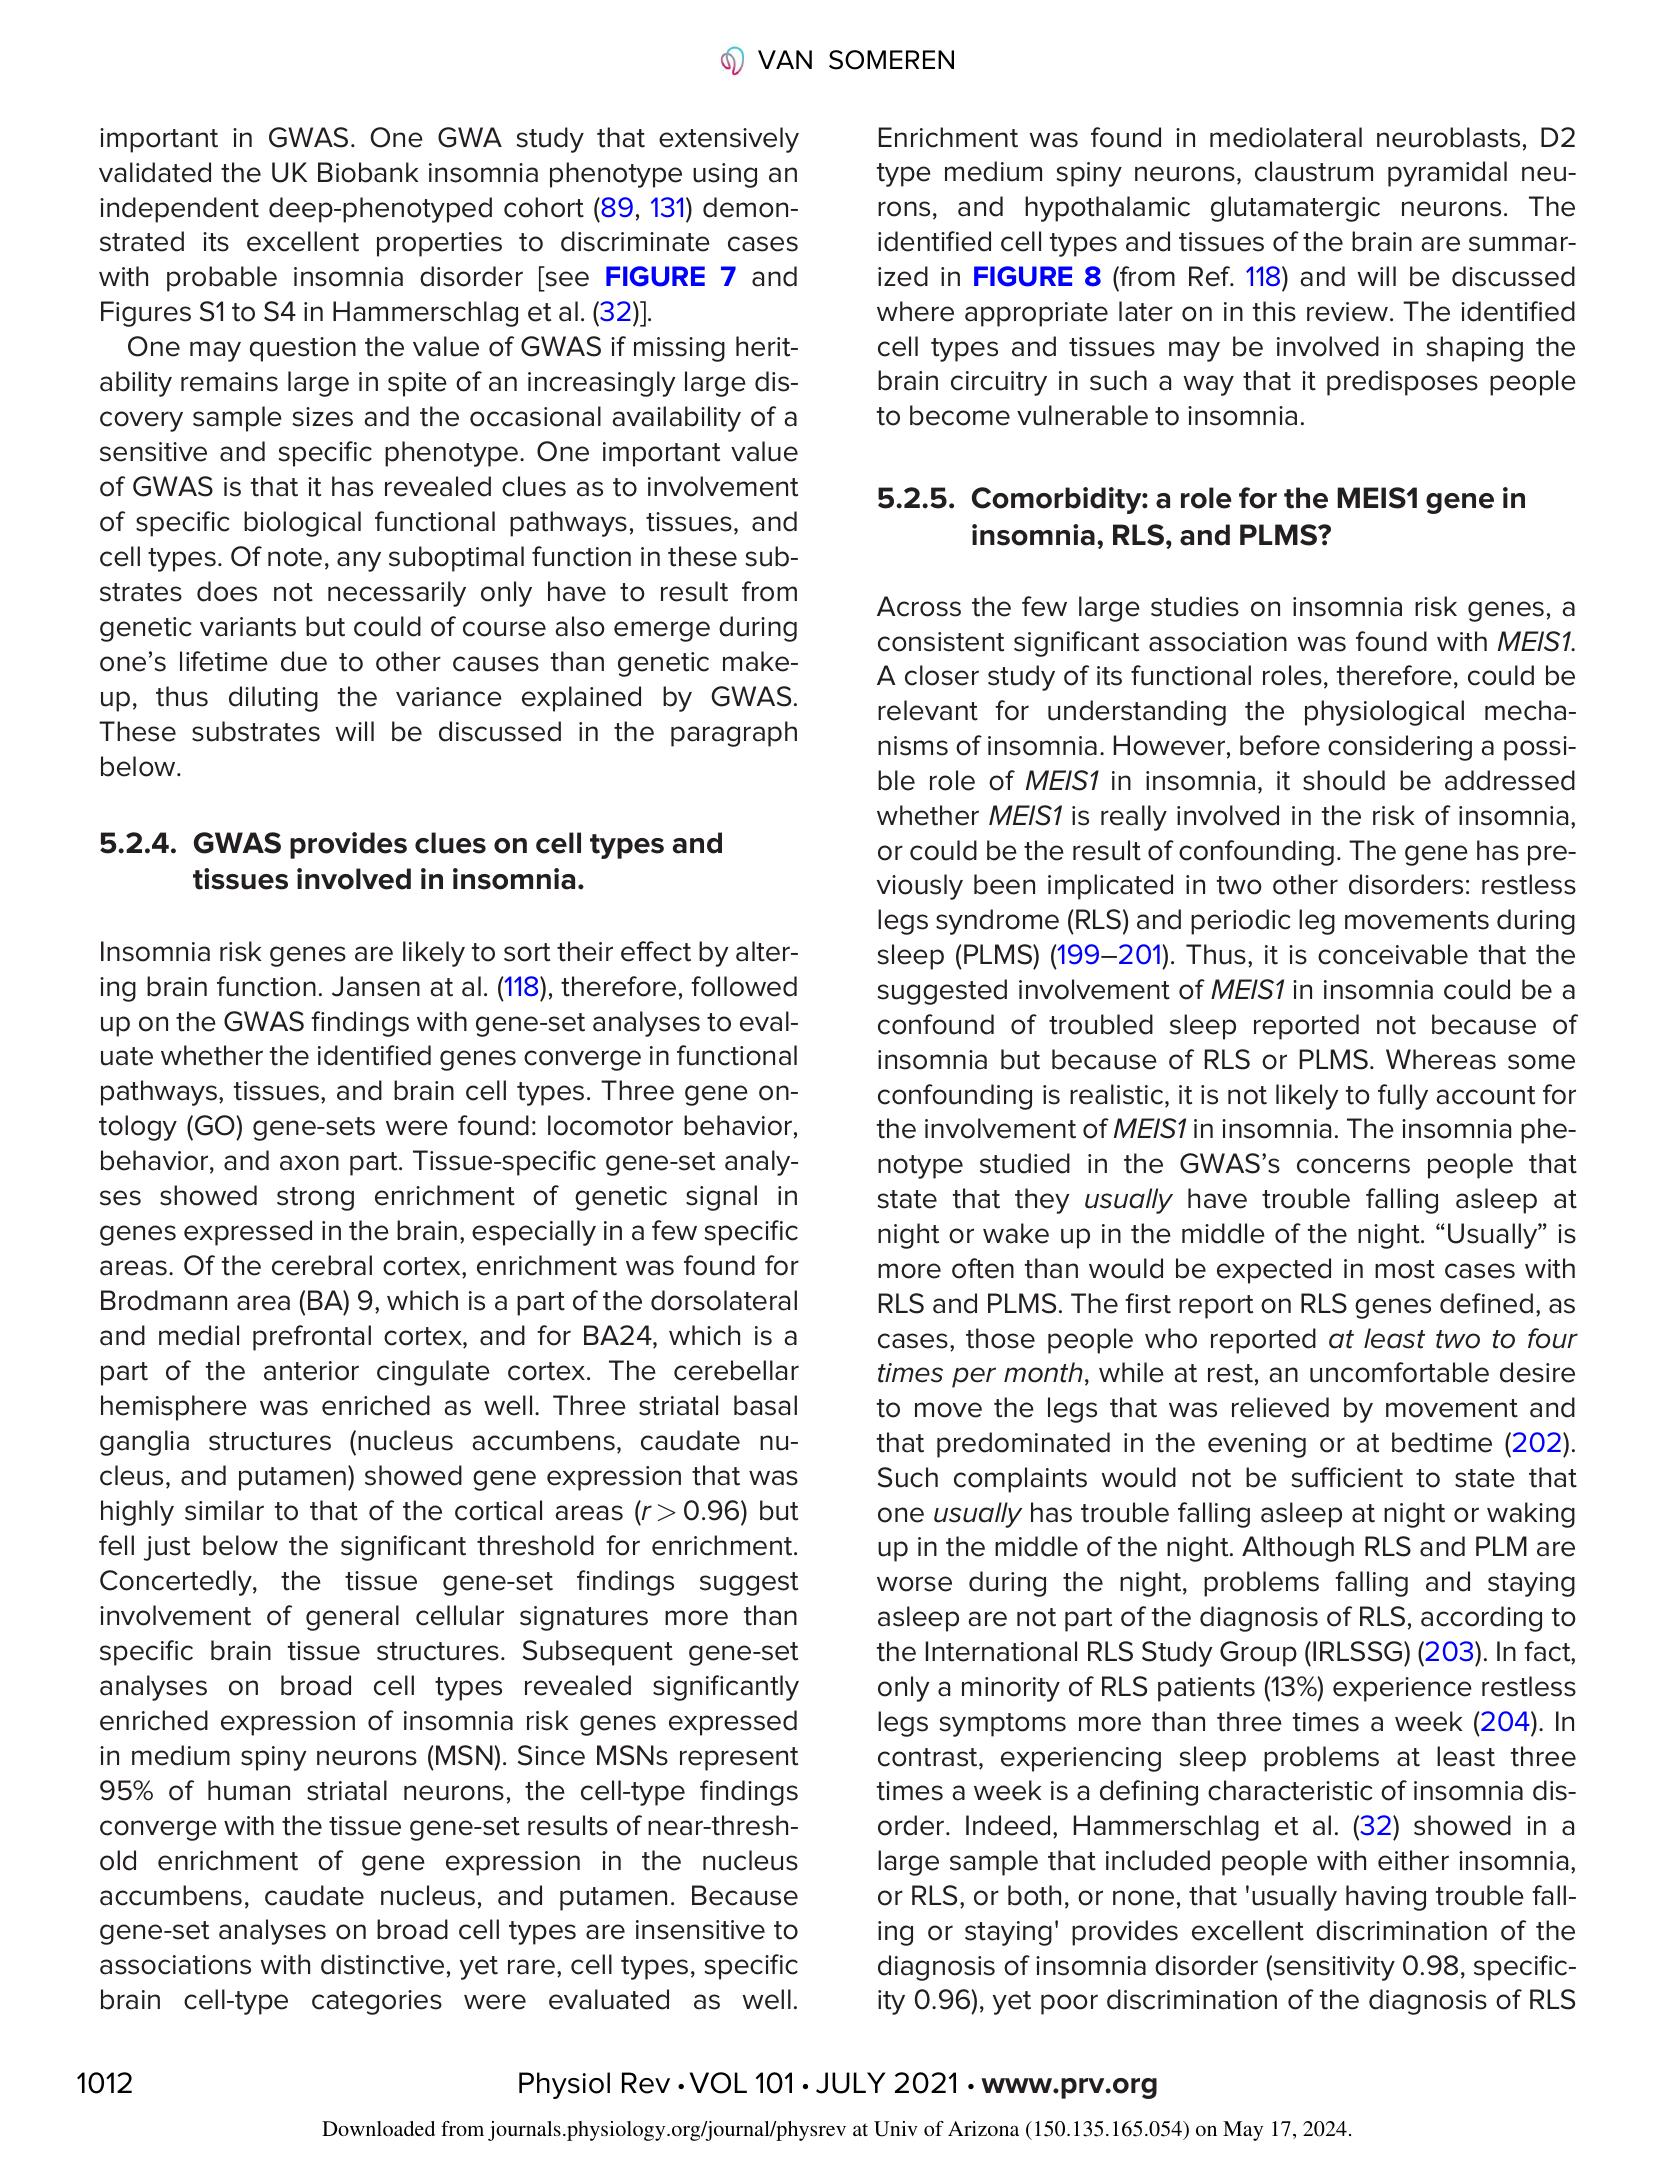 VAN SOMEREN
important in GWAS. One GWA study that extensively
validated the UK Biobank insomnia phenotype using an
independent deep-phenotyped cohort (89, 131) demon-
strated its excellent properties to discriminate cases
with probable insomnia disorder [see FIGURE 7 and
Figures S1 to S4 in Hammerschlag et al. (32)].
One may question the value of GWAS if missing herit-
ability remains large in spite of an increasingly large dis-
covery sample sizes and the occasional availability of a
sensitive and specific phenotype. One important value
of GWAS is that it has revealed clues as to involvement
of specific biological functional pathways, tissues, and
cell types. Of note, any suboptimal function in these sub-
strates does not necessarily only have to result from
genetic variants but could of course also emerge during
one's lifetime due to other causes than genetic make-
up, thus diluting the variance explained by GWAS.
These substrates will be discussed in the paragraph
below.
5.2.4. GWAS provides clues on cell types and
tissues involved in insomnia.
Insomnia risk genes are likely to sort their effect by alter-
ing brain function. Jansen at al. (118), therefore, followed
up on the GWAS findings with gene-set analyses to eval-
uate whether the identified genes converge in functional
pathways, tissues, and brain cell types. Three gene on-
tology (GO) gene-sets were found: locomotor behavior,
behavior, and axon part. Tissue-specific gene-set analy-
ses showed strong enrichment of genetic signal in
genes expressed in the brain, especially in a few specific
areas. Of the cerebral cortex, enrichment was found for
Brodmann area (BA) 9, which is a part of the dorsolateral
and medial prefrontal cortex, and for BA24, which is a
part of the anterior cingulate cortex. The cerebellar
hemisphere was enriched as well. Three striatal basal
ganglia structures (nucleus accumbens, caudate nu-
cleus, and putamen) showed gene expression that was
highly similar to that of the cortical areas (r > 0.96) but
fell just below the significant threshold for enrichment.
Concertedly, the tissue gene-set findings suggest
involvement of general cellular signatures more than
specific brain tissue structures. Subsequent gene-set
analyses on broad cell types revealed significantly
enriched expression of insomnia risk genes expressed
in medium spiny neurons (MSN). Since MSNs represent
95% of human striatal neurons, the cell-type findings
converge with the tissue gene-set results of near-thresh-
old enrichment of gene expression in the nucleus
accumbens, caudate nucleus, and putamen. Because
gene-set analyses on broad cell types are insensitive to
associations with distinctive, yet rare, cell types, specific
brain cell-type categories were evaluated as well.
Enrichment was found in mediolateral neuroblasts, D2
type medium spiny neurons, claustrum pyramidal neu-
rons, and hypothalamic glutamatergic neurons. The
identified cell types and tissues of the brain are summar-
ized in FIGURE 8 (from Ref. 118) and will be discussed
where appropriate later on in this review. The identified
cell types and tissues may be involved in shaping the
brain circuitry in such a way that it predisposes people
to become vulnerable to insomnia.
5.2.5. Comorbidity: a role for the MEIS1 gene in
insomnia, RLS, and PLMS?
Across the few large studies on insomnia risk genes, a
consistent significant association was found with MEIS1.
A closer study of its functional roles, therefore, could be
relevant for understanding the physiological mecha-
nisms of insomnia. However, before considering a possi-
ble role of MEIS1 in insomnia, it should be addressed
whether MEIS1 is really involved in the risk of insomnia,
or could be the result of confounding. The gene has pre-
viously been implicated in two other disorders: restless
legs syndrome (RLS) and periodic leg movements during
sleep (PLMS) (199–201). Thus, it is conceivable that the
suggested involvement of MEIS1 in insomnia could be a
confound of troubled sleep reported not because of
insomnia but because of RLS or PLMS. Whereas some
confounding is realistic, it is not likely to fully account for
the involvement of MEIS1 in insomnia. The insomnia phe-
notype studied in the GWAS's concerns people that
state that they usually have trouble falling asleep at
night or wake up in the middle of the night. “Usually” is
more often than would be expected in most cases with
RLS and PLMS. The first report on RLS genes defined, as
cases, those people who reported at least two to four
times per month, while at rest, an uncomfortable desire
to move the legs that was relieved by movement and
that predominated in the evening or at bedtime (202).
Such complaints would not be sufficient to state that
one usually has trouble falling asleep at night or waking
up in the middle of the night. Although RLS and PLM are
worse during the night, problems falling and staying
asleep are not part of the diagnosis of RLS, according to
the International RLS Study Group (IRLSSG) (203). In fact,
only a minority of RLS patients (13%) experience restless
legs symptoms more than three times a week (204). In
contrast, experiencing sleep problems at least three
times a week is a defining characteristic of insomnia dis-
order. Indeed, Hammerschlag et al. (32) showed in a
large sample that included people with either insomnia,
or RLS, or both, or none, that 'usually having trouble fall-
ing or staying' provides excellent discrimination of the
diagnosis of insomnia disorder (sensitivity 0.98, specific-
ity 0.96), yet poor discrimination of the diagnosis of RLS
1012
Physiol Rev • VOL 101 • JULY 2021 • www.prv.org
Downloaded from journals.physiology.org/journal/physrev at Univ of Arizona (150.135.165.054) on May 17, 2024.